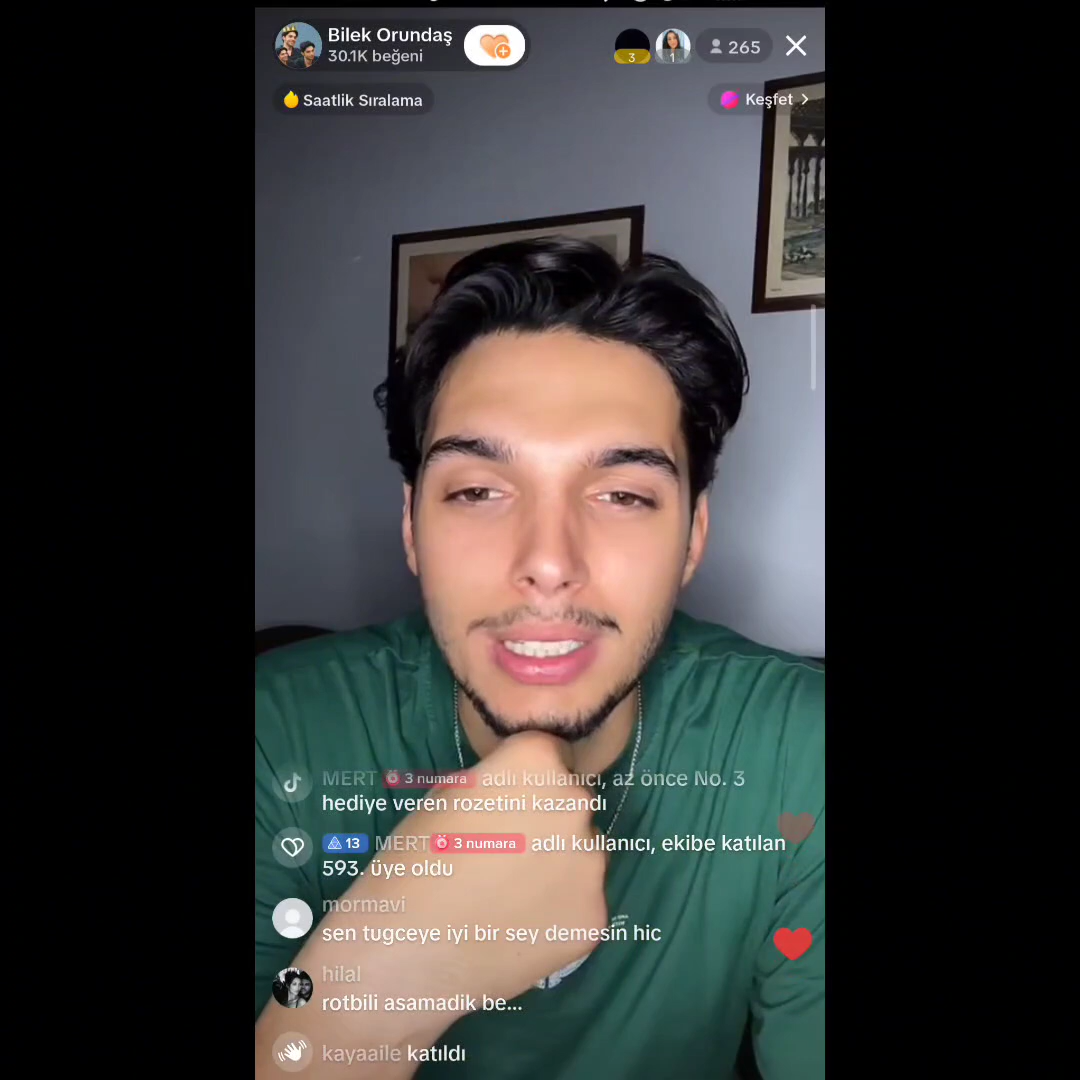 Bilek Orundaş
30.1K beğeni
3
1
265
Saatlik Sıralama
Keşfet
MERT 3 numara adlı kullanıcı, az önce No. 3
hediye veren rozetini kazandı
13 MERT 3 numara adlı kullanıcı, ekibe katılan
593. üye oldu
mormavi
sen tugceye iyi bir sey demesin hic
hilal
rotbili asamadik be...
kayaaile katıldı